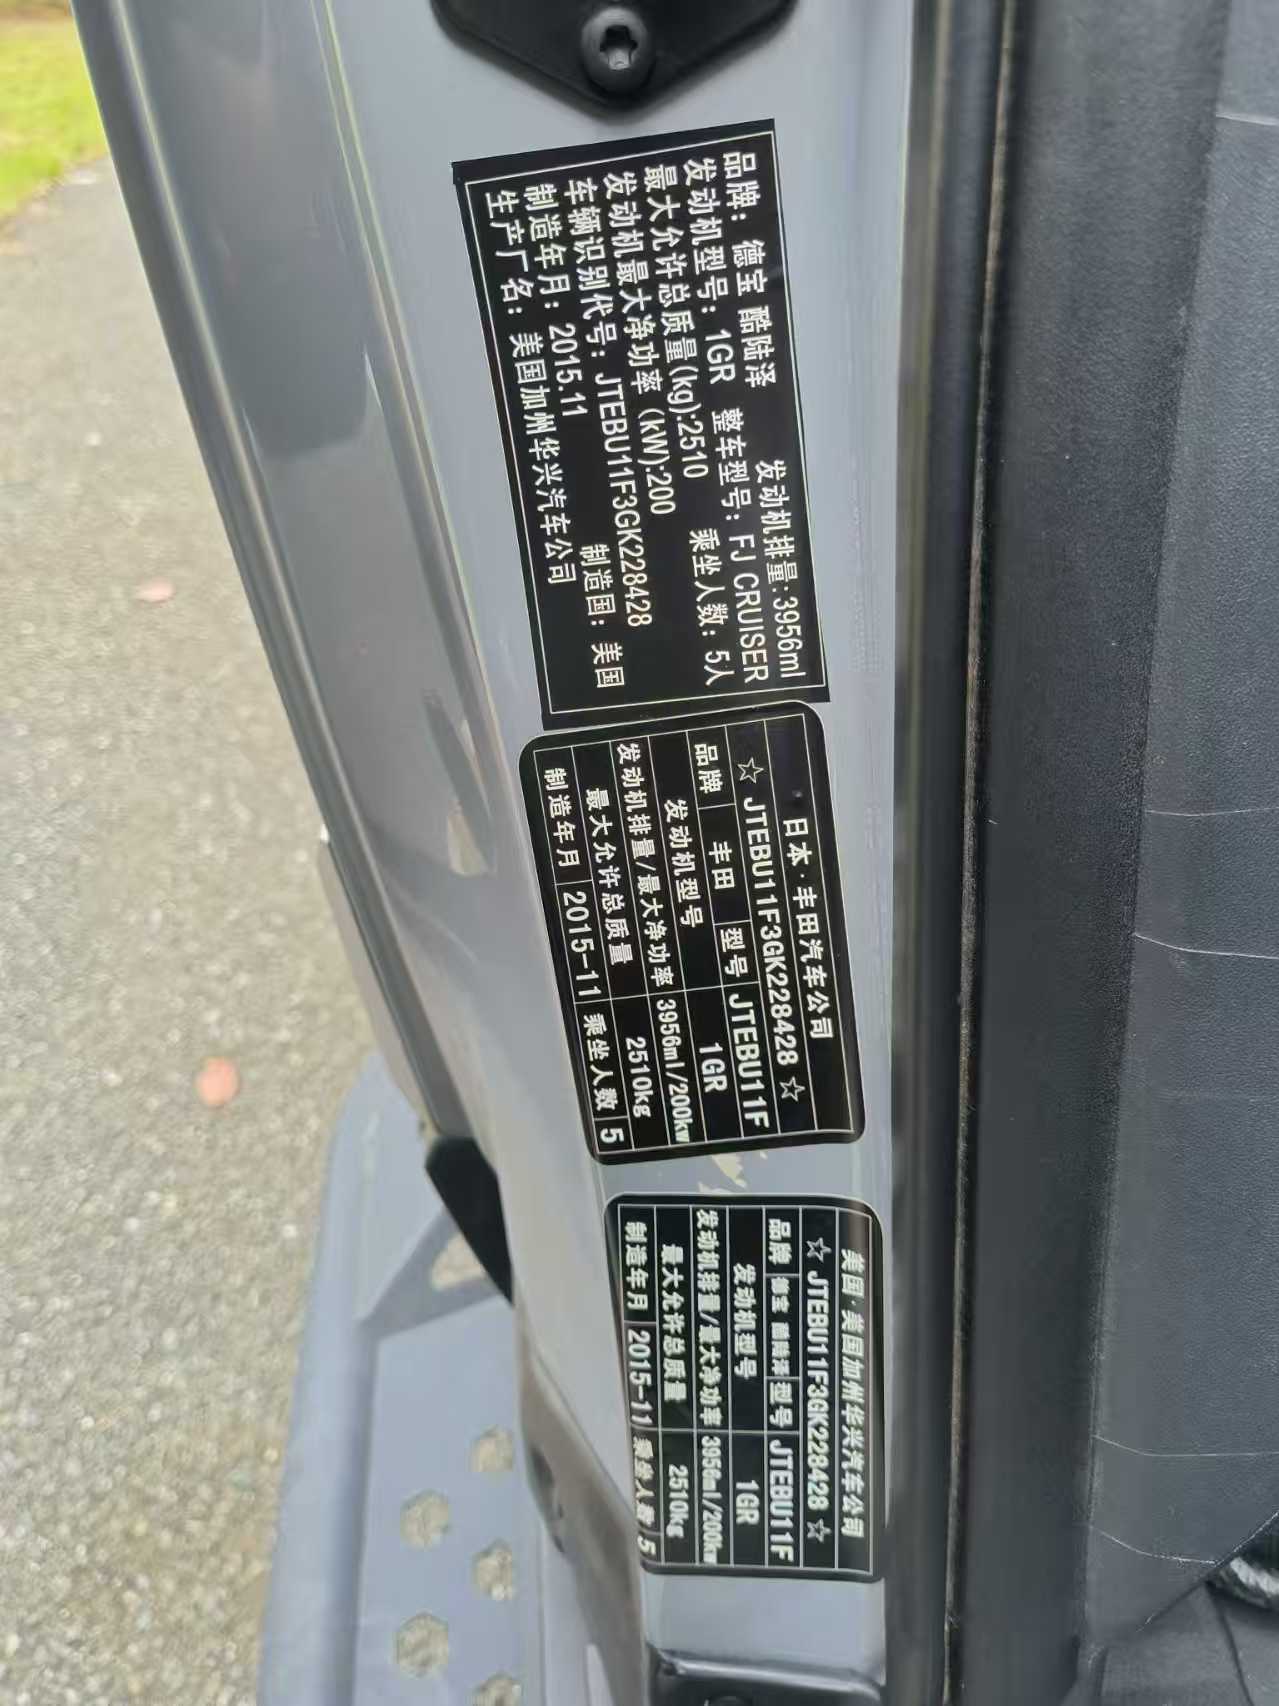 品牌：德宝 酷陆泽 发动机排量:3956ml
发动机型号：1GR 整车型号：FJ CRUISER
最大允许总质量(kg):2510 乘坐人数：5人
发动机最大净功率 (kW):200
车辆识别代号：JTEBU11F3GK228428
制造年月：2015.11 制造国：美国
生产厂名：美国加州华兴汽车公司
日本·丰田汽车公司
☆ JTEBU11F3GK228428 ☆
品牌 丰田 型号 JTEBU11F
发动机型号 1GR
发动机排量/最大净功率 3956ml/200kw
最大允许总质量 2510kg
制造年月 2015-11 乘坐人数 5
美国·美国加州华兴汽车公司
☆ JTEBU11F3GK228428 ☆
品牌 德宝 酷陆泽 型号 JTEBU11F
发动机型号 1GR
发动机排量/最大净功率 3956ml/200kw
最大允许总质量 2510kg
制造年月 2015-11 乘坐人数 5